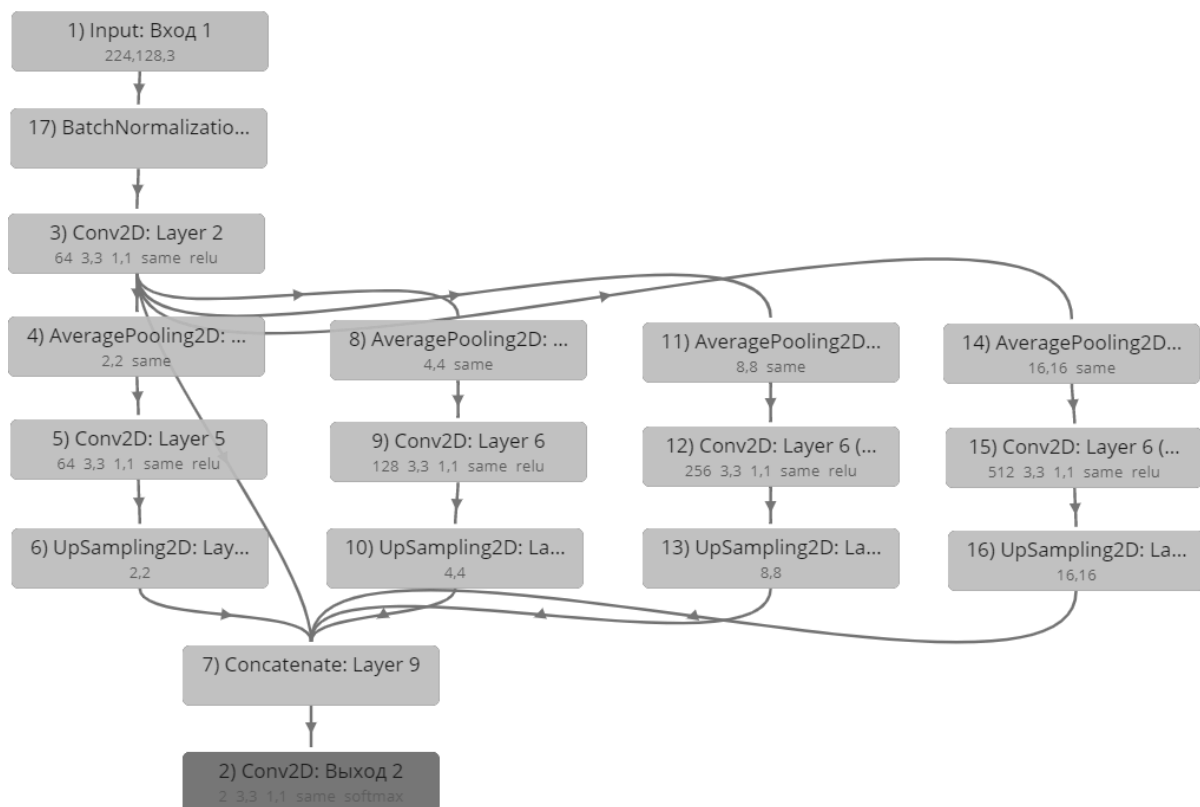 1) Input: Вход 1
224,128,3
17) BatchNormalizatio...
3) Conv2D: Layer 2
64 3,3 1,1 same relu
4) AveragePooling2D: ...
2,2 same
8) AveragePooling2D: ...
4,4 same
11) AveragePooling2D...
8,8 same
14) AveragePooling2D...
16,16 same
5) Conv2D: Layer 5
64 3,3 1,1 same relu
9) Conv2D: Layer 6
128 3,3 1,1 same relu
12) Conv2D: Layer 6 (...
256 3,3 1,1 same relu
15) Conv2D: Layer 6 (...
512 3,3 1,1 same relu
6) UpSampling2D: Lay...
2,2
10) UpSampling2D: La...
4,4
13) UpSampling2D: La...
8,8
16) UpSampling2D: La...
16,16
7) Concatenate: Layer 9
2) Conv2D: Выход 2
2 3,3 1,1 same softmax